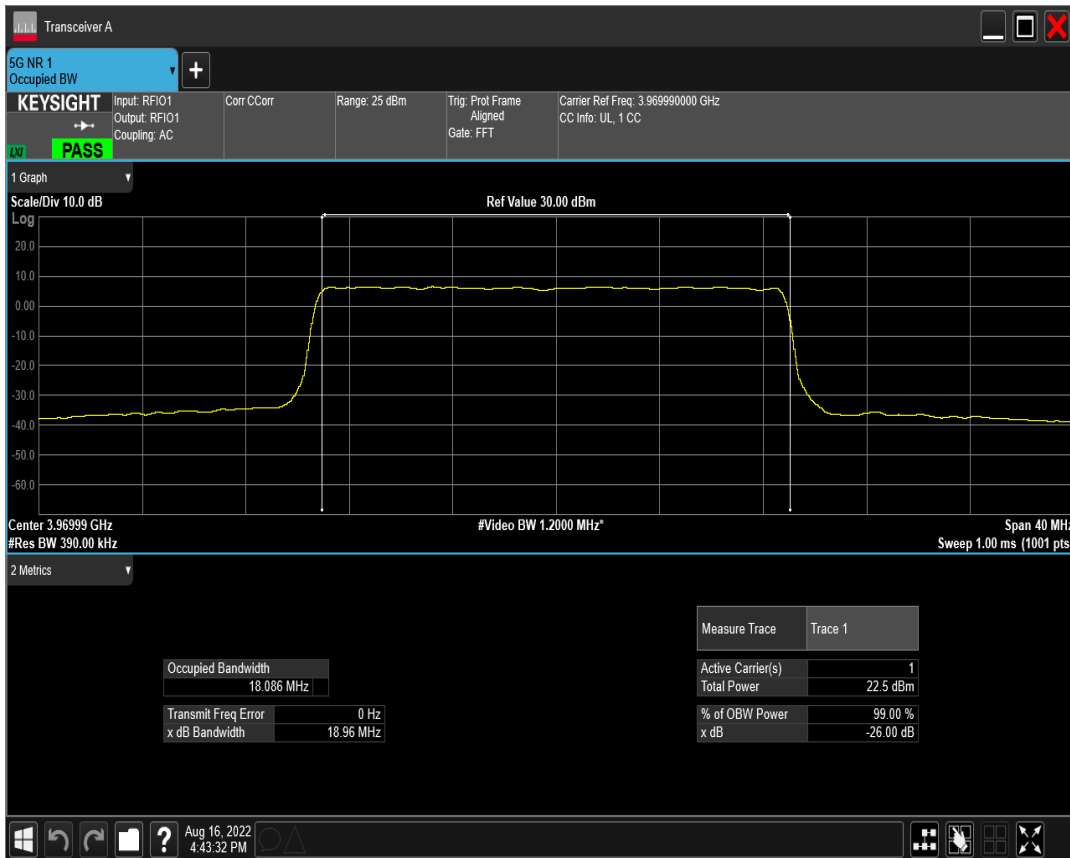 Transceiver A
5G NR 1
Occupied BW
+
KEYSIGHT
LXI
PASS
Input: RFIO1
Output: RFIO1
Coupling: AC
Corr CCorr
Range: 25 dBm
Trig: Prot Frame
Aligned
Gate: FFT
Carrier Ref Freq: 3.969990000 GHz
CC Info: UL, 1 CC
1 Graph
Scale/Div 10.0 dB
Ref Value 30.00 dBm
Log
20.0
10.0
0.00
-10.0
-20.0
-30.0
-40.0
-50.0
-60.0
Center 3.96999 GHz
#Video BW 1.2000 MHz*
Span 40 MHz
#Res BW 390.00 kHz
Sweep 1.00 ms (1001 pts
2 Metrics
Measure Trace Trace 1
Occupied Bandwidth
18.086 MHz
Active Carrier(s) 1
Total Power 22.5 dBm
Transmit Freq Error 0 Hz
x dB Bandwidth 18.96 MHz
% of OBW Power 99.00 %
x dB -26.00 dB
?
Aug 16, 2022
4:43:32 PM